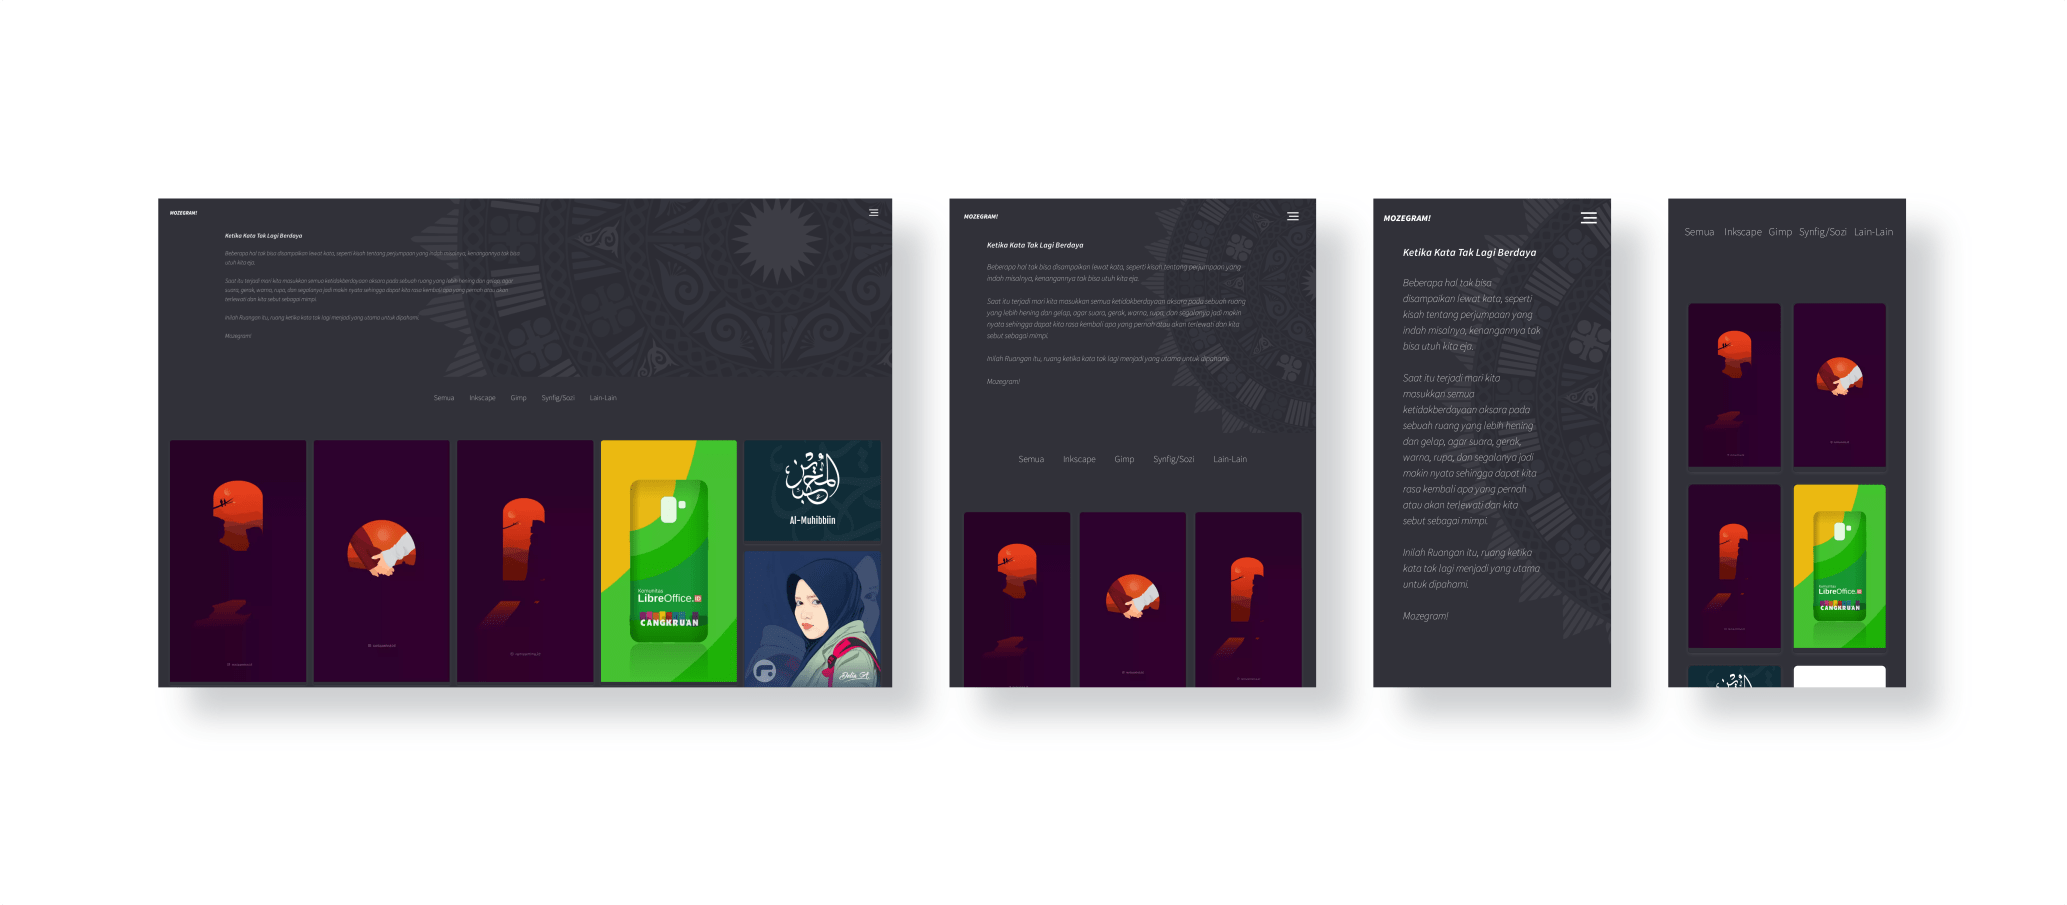 MOZEGRAM!
Ketika Kata Tak Lagi Berdaya
Beberapa hal tak bisa disampaikan lewat kata, seperti kisah tentang perjumpaan yang indah misalnya, kenangannya tak bisa
utuh kita eja.
Saat itu terjadi mari kita masukkan semua ketidakberdayaan aksara pada sebuah ruang yang lebih hening dan gelap, agar
suara, gerak, warna, rupa, dan segalanya jadi makin nyata sehingga dapat kita rasa kembali apa yang pernah atau akan
terlewati dan kita sebut sebagai mimpi.
Inilah Ruangan itu, ruang ketika kata tak lagi menjadi yang utama untuk dipahami.
Mozegram!
Semua Inkscape Gimp Synfig/Sozi Lain-Lain
Komunitas
LibreOffice.ID
CANGKRUAN
المحبين
Al-Muhibbiin
MOZEGRAM!
Ketika Kata Tak Lagi Berdaya
Beberapa hal tak bisa disampaikan lewat kata, seperti kisah tentang perjumpaan yang
indah misalnya, kenangannya tak bisa utuh kita eja.
Saat itu terjadi mari kita masukkan semua ketidakberdayaan aksara pada sebuah ruang
yang lebih hening dan gelap, agar suara, gerak, warna, rupa, dan segalanya jadi makin
nyata sehingga dapat kita rasa kembali apa yang pernah atau akan terlewati dan kita
sebut sebagai mimpi.
Inilah Ruangan itu, ruang ketika kata tak lagi menjadi yang utama untuk dipahami.
Mozegram!
Semua Inkscape Gimp Synfig/Sozi Lain-Lain
MOZEGRAM!
Ketika Kata Tak Lagi Berdaya
Beberapa hal tak bisa
disampaikan lewat kata, seperti
kisah tentang perjumpaan yang
indah misalnya, kenangannya tak
bisa utuh kita eja.
Saat itu terjadi mari kita
masukkan semua
ketidakberdayaan aksara pada
sebuah ruang yang lebih hening
dan gelap, agar suara, gerak,
warna, rupa, dan segalanya jadi
makin nyata sehingga dapat kita
rasa kembali apa yang pernah
atau akan terlewati dan kita
sebut sebagai mimpi.
Inilah Ruangan itu, ruang ketika
kata tak lagi menjadi yang utama
untuk dipahami.
Mozegram!
Semua Inkscape Gimp Synfig/Sozi Lain-Lain
Komunitas
LibreOffice.ID
CANGKRUAN